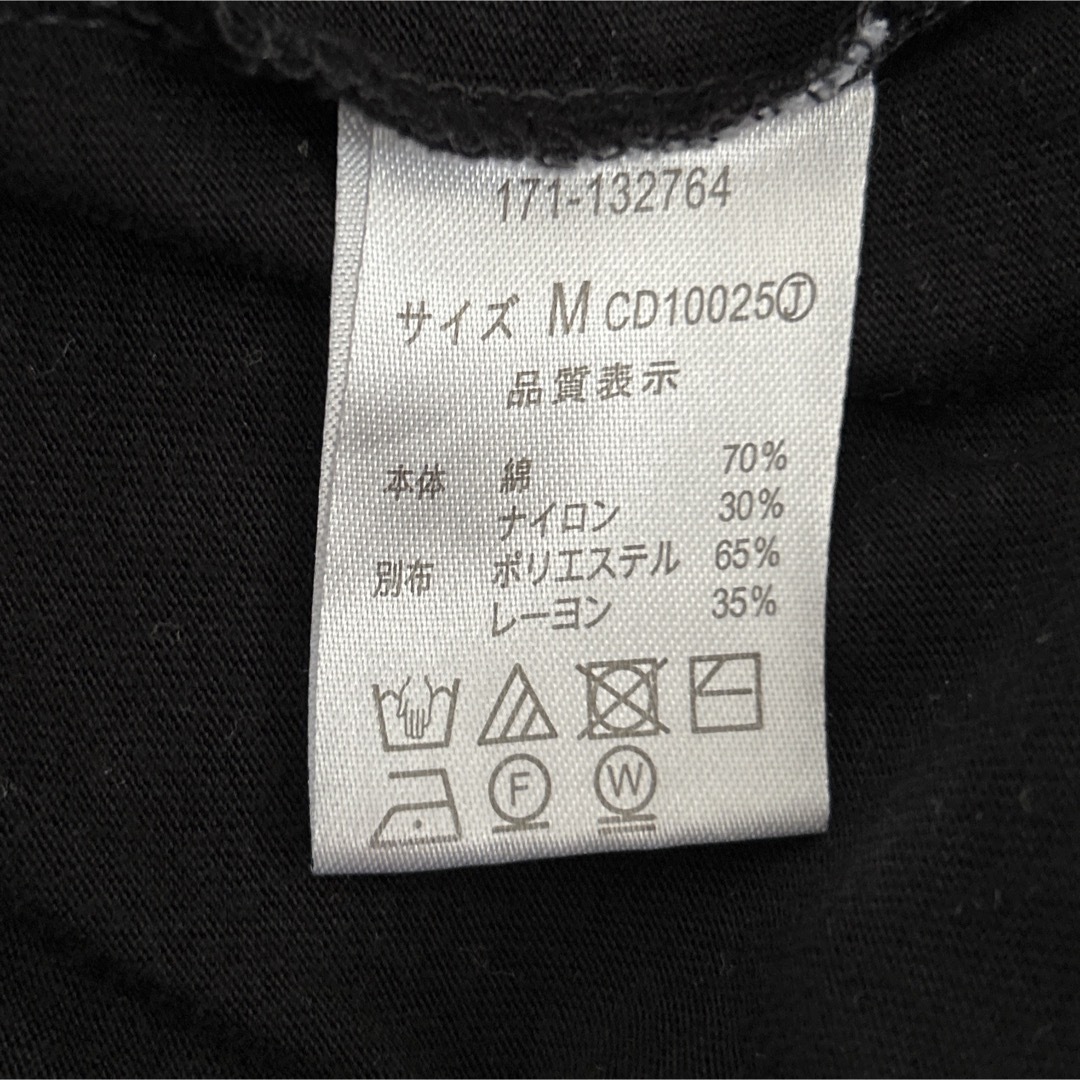 171-132764
サイズ M CD10025Ⓙ
品質表示
本体 綿 70%
ナイロン 30%
別布 ポリエステル 65%
レーヨン 35%
Ⓕ Ⓦ